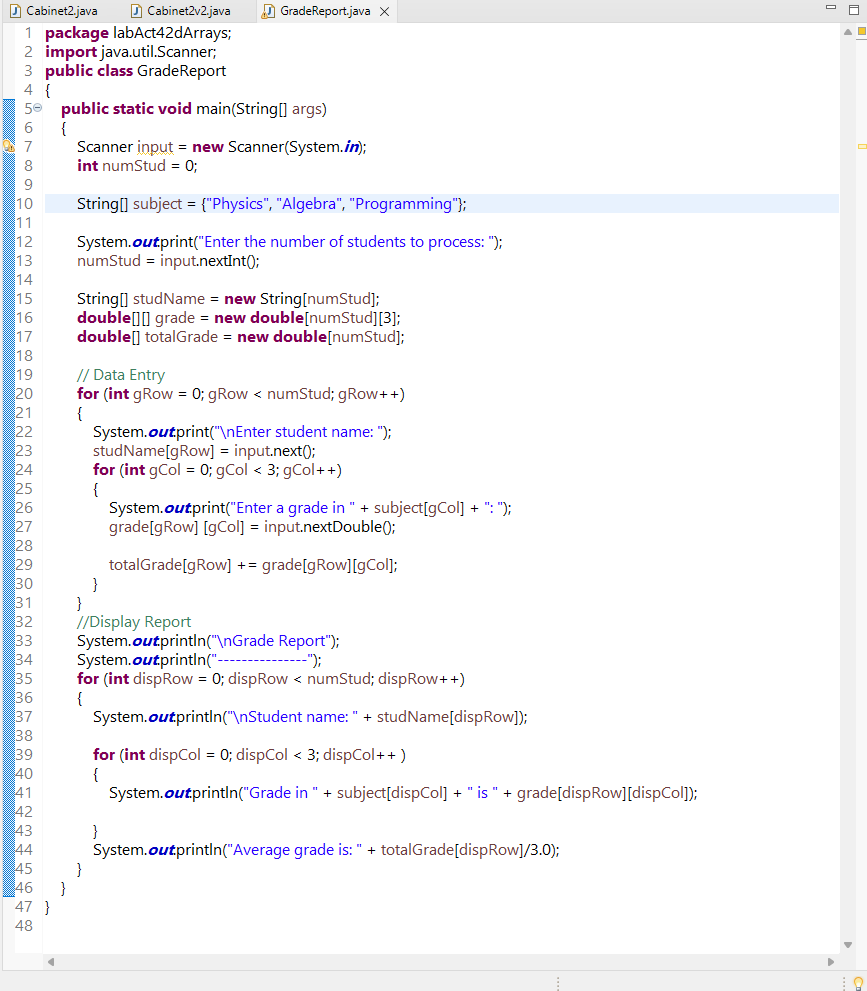 Cabinet2.java Cabinet2v2.java GradeReport.java
1 package labAct42dArrays;
2 import java.util.Scanner;
3 public class GradeReport
4 {
5 public static void main(String[] args)
6 {
7 Scanner input = new Scanner(System.in);
8 int numStud = 0;
9
10 String[] subject = {"Physics", "Algebra", "Programming"};
11
12 System.out.print("Enter the number of students to process: ");
13 numStud = input.nextInt();
14
15 String[] studName = new String[numStud];
16 double[][] grade = new double[numStud][3];
17 double[] totalGrade = new double[numStud];
18
19 // Data Entry
20 for (int gRow = 0; gRow < numStud; gRow++)
21 {
22 System.out.print("\nEnter student name: ");
23 studName[gRow] = input.next();
24 for (int gCol = 0; gCol < 3; gCol++)
25 {
26 System.out.print("Enter a grade in " + subject[gCol] + ": ");
27 grade[gRow] [gCol] = input.nextDouble();
28
29 totalGrade[gRow] += grade[gRow][gCol];
30 }
31 }
32 //Display Report
33 System.out.println("\nGrade Report");
34 System.out.println("---------------");
35 for (int dispRow = 0; dispRow < numStud; dispRow++)
36 {
37 System.out.println("\nStudent name: " + studName[dispRow]);
38
39 for (int dispCol = 0; dispCol < 3; dispCol++ )
40 {
41 System.out.println("Grade in " + subject[dispCol] + " is " + grade[dispRow][dispCol]);
42
43 }
44 System.out.println("Average grade is: " + totalGrade[dispRow]/3.0);
45 }
46 }
47 }
48